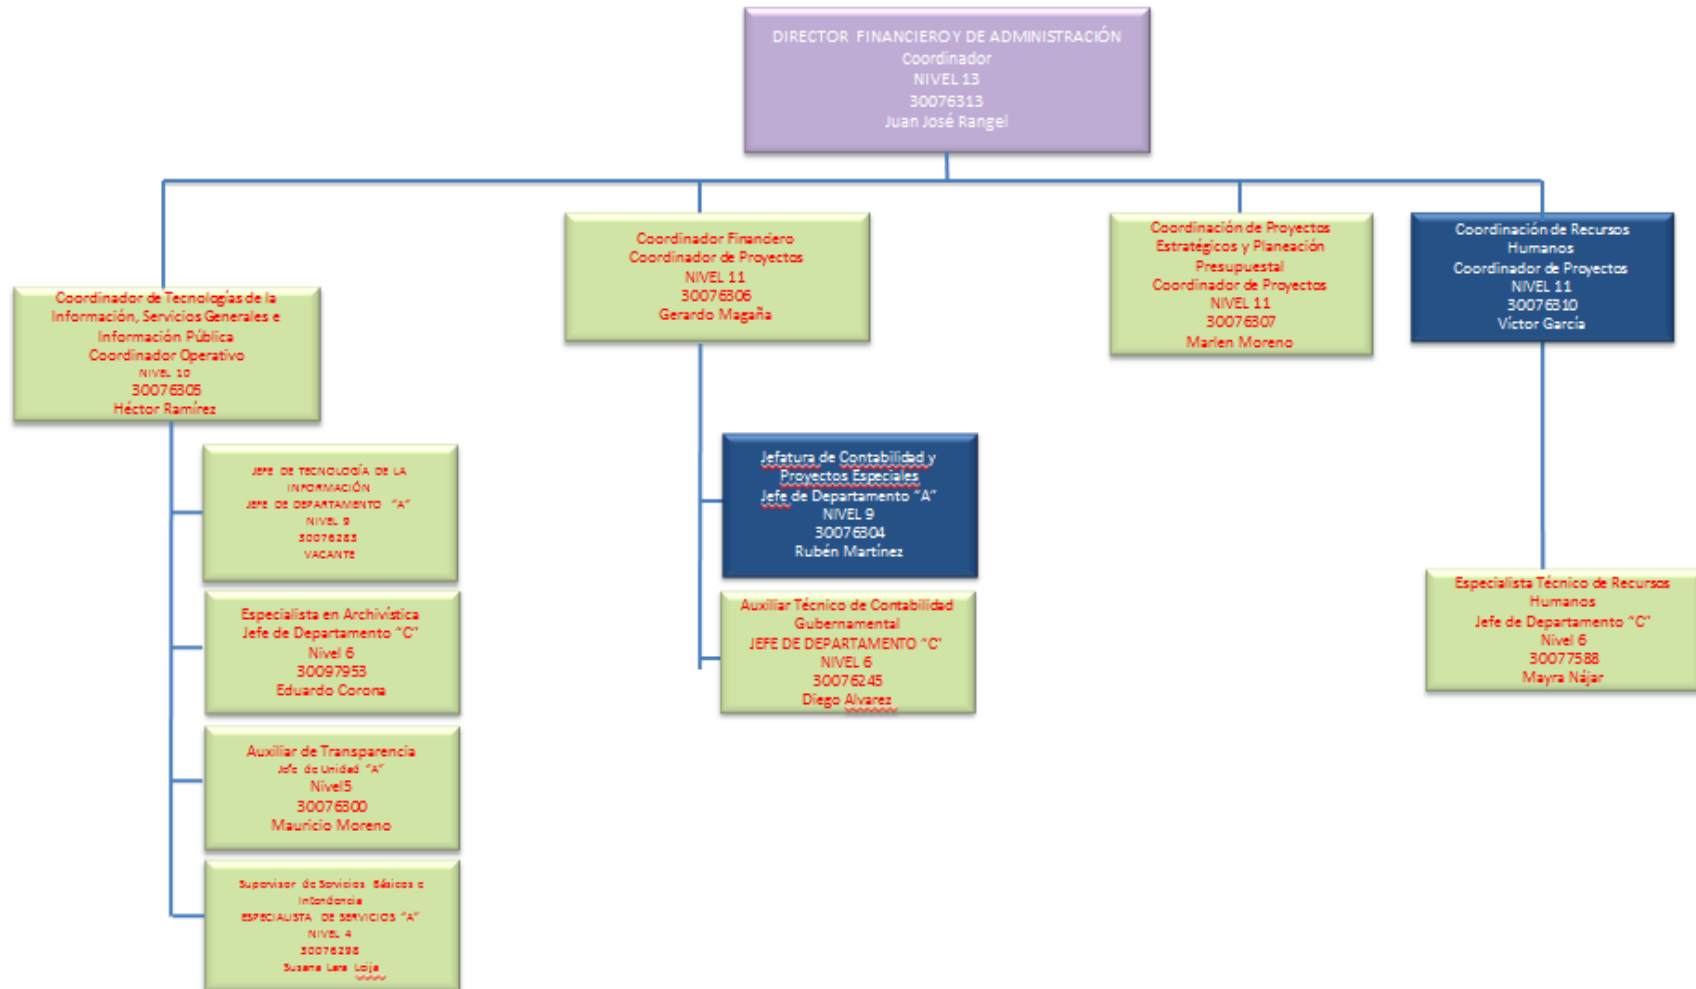 DIRECTOR FINANCIERO Y DE ADMINISTRACIÓN
Coordinador
NIVEL 13
30076313
Juan José Rangel
Coordinador de Tecnologías de la
Información, Servicios Generales e
Información Pública
Coordinador Operativo
NIVEL 10
30076305
Héctor Ramírez
JEFE DE TECNOLOGÍA DE LA
INFORMACIÓN
JEFE DE DEPARTAMENTO "A"
NIVEL 9
30076283
VACANTE
Especialista en Archivística
Jefe de Departamento "C"
Nivel 6
30097953
Eduardo Corona
Auxiliar de Transparencia
Jefe de Unidad "A"
Nivel5
30076300
Mauricio Moreno
Supervisor de Servicios Básicos e
Intendencia
ESPECIALISTA DE SERVICIOS "A"
NIVEL 4
30076298
Susana Lara Loija
Coordinador Financiero
Coordinador de Proyectos
NIVEL 11
30076306
Gerardo Magaña
Jefatura de Contabilidad y
Proyectos Especiales
Jefe de Departamento "A"
NIVEL 9
30076304
Rubén Martínez
Auxiliar Técnico de Contabilidad
Gubernamental
JEFE DE DEPARTAMENTO "C"
NIVEL 6
30076245
Diego Alvarez
Coordinación de Proyectos
Estratégicos y Planeación
Presupuestal
Coordinador de Proyectos
NIVEL 11
30076307
Marlen Moreno
Coordinación de Recursos
Humanos
Coordinador de Proyectos
NIVEL 11
30076310
Víctor García
Especialista Técnico de Recursos
Humanos
Jefe de Departamento "C"
Nivel 6
30077588
Mayra Nájar